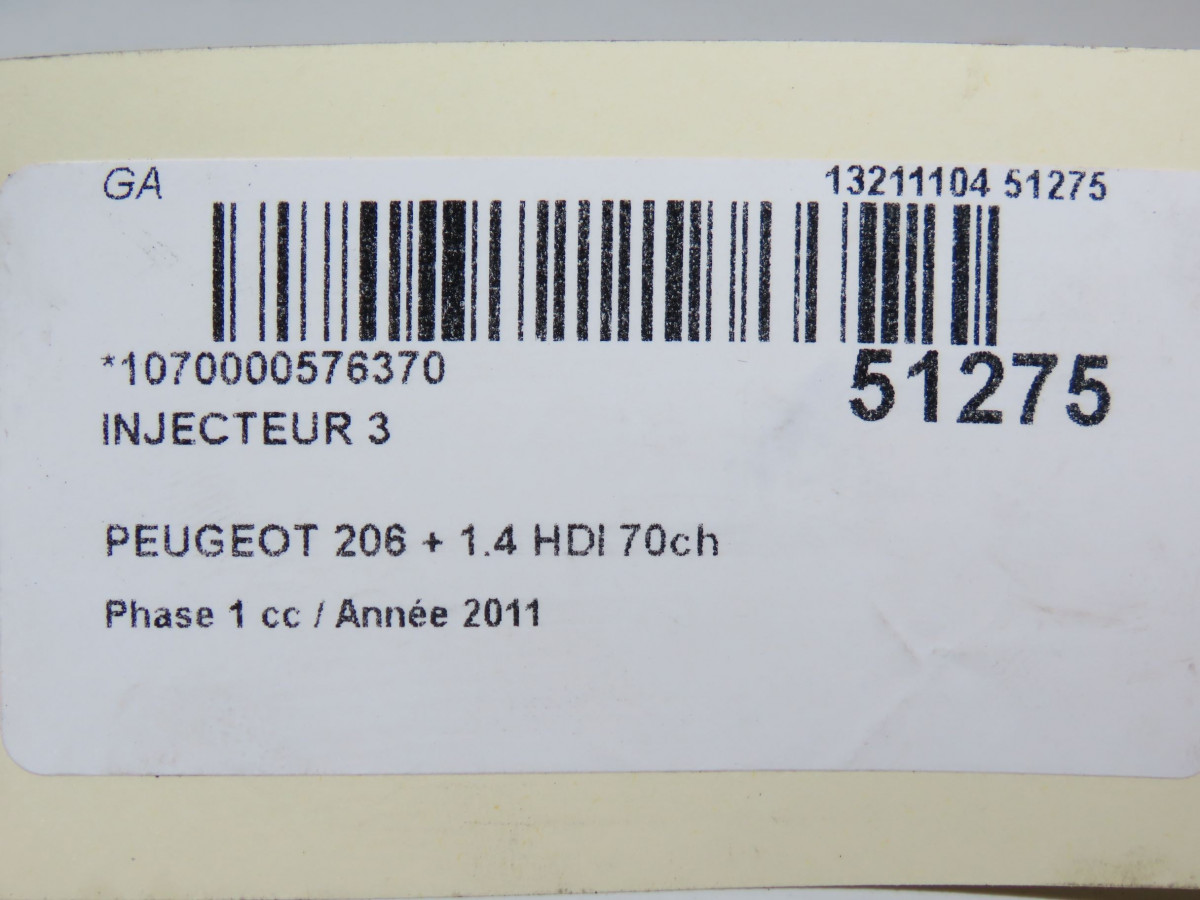 GA 13211104 51275
*1070000576370
51275
INJECTEUR 3
PEUGEOT 206 + 1.4 HDI 70ch
Phase 1 cc / Année 2011